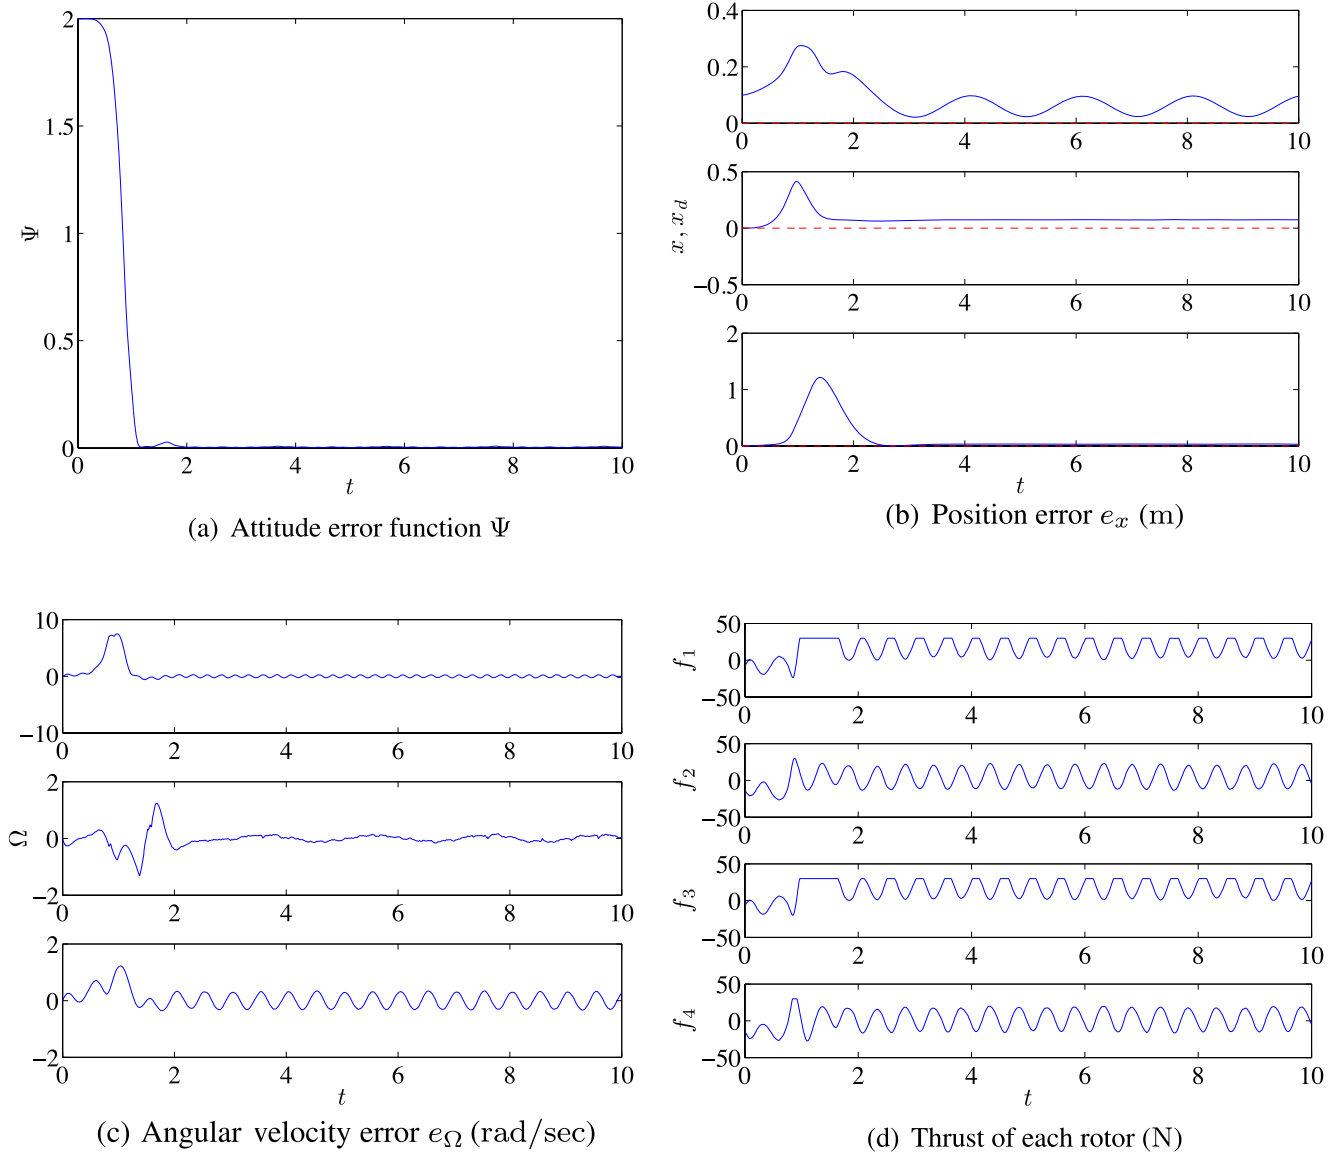 2
1.5
1
0.5
0
Ψ
0 2 4 6 8 10
t
(a) Attitude error function Ψ
0.4
0.2
0
0 2 4 6 8 10
0.5
0
−0.5
x, x_d
0 2 4 6 8 10
2
1
0
0 2 4 6 8 10
t
(b) Position error e_x (m)
10
0
−10
0 2 4 6 8 10
2
0
−2
Ω
0 2 4 6 8 10
2
0
−2
0 2 4 6 8 10
t
(c) Angular velocity error e_Ω (rad/sec)
50
0
−50
f_1
0 2 4 6 8 10
50
0
−50
f_2
0 2 4 6 8 10
50
0
−50
f_3
0 2 4 6 8 10
50
0
−50
f_4
0 2 4 6 8 10
t
(d) Thrust of each rotor (N)